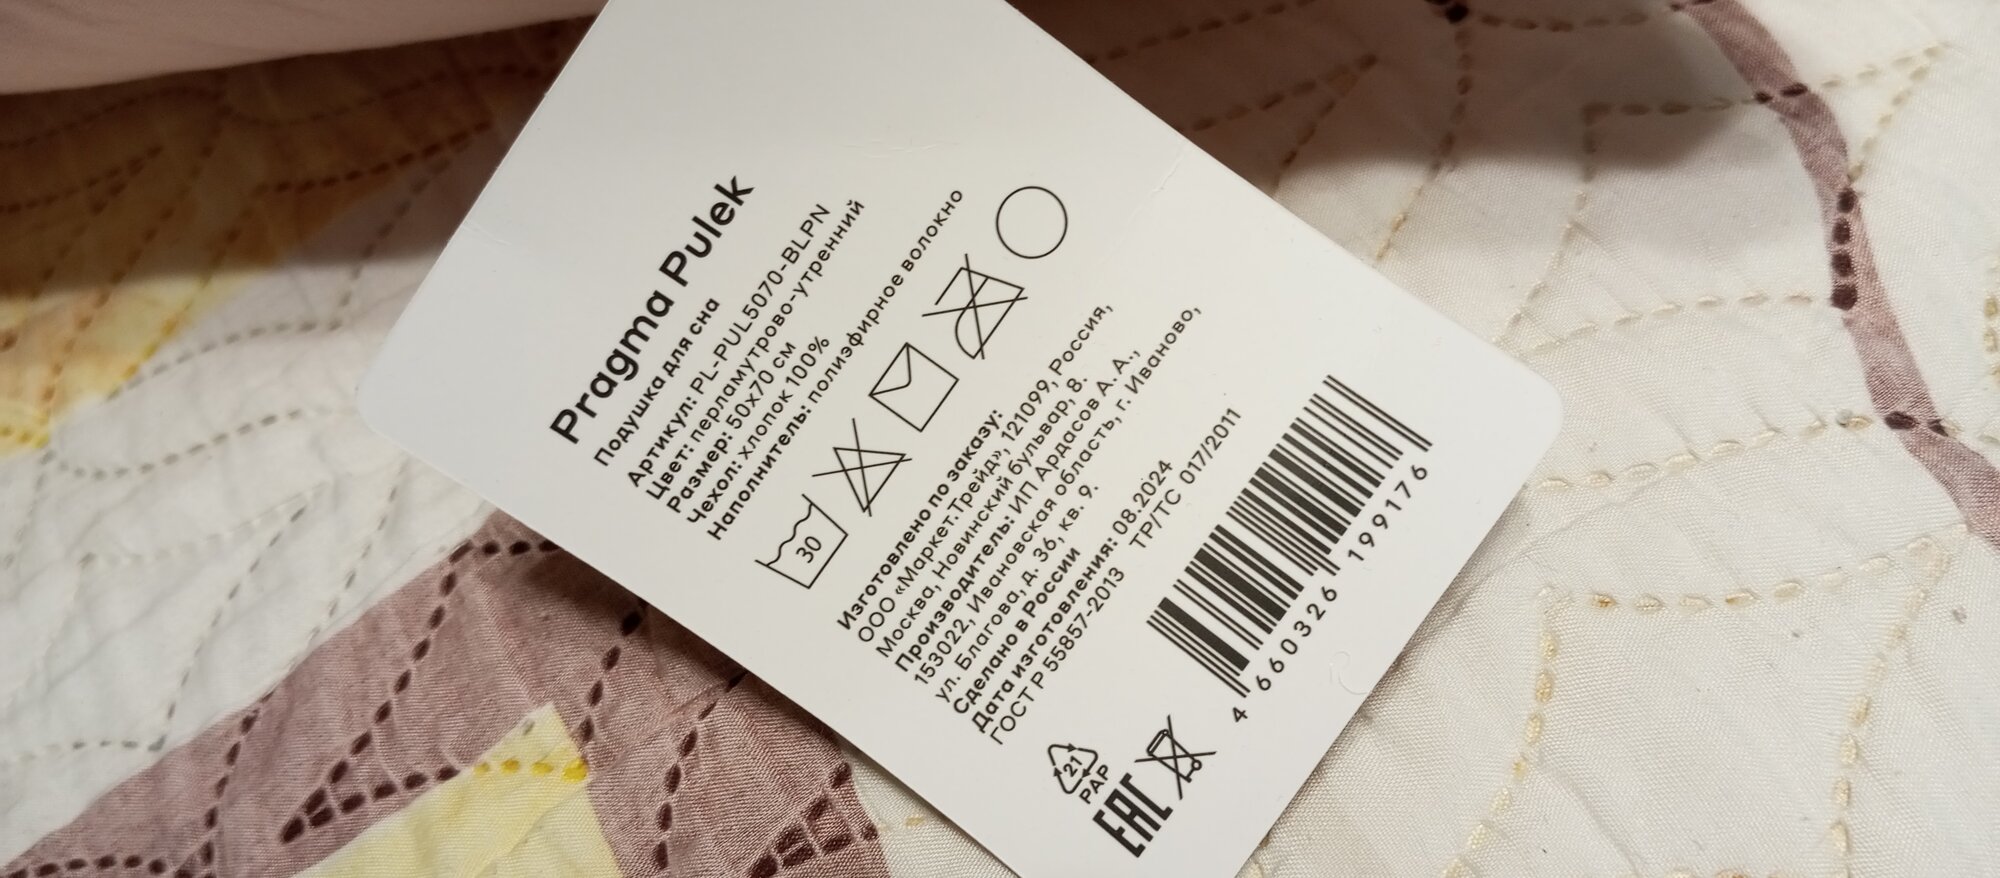 Pragma Pulek
Подушка для сна
Артикул: PL-PUL5070-BLPN
Цвет: перламутрово-утренний
Размер: 50x70 см
Чехол: хлопок 100%
Наполнитель: полиэфирное волокно
30
Изготовлено по заказу:
ООО «Маркет.Трейд», 121099, Россия,
Москва, Новинский бульвар, 8.
Производитель: ИП Ардасов А. А.,
153022, Ивановская область, г. Иваново,
ул. Благова, д. 36, кв. 9.
Сделано в России
Дата изготовления: 08.2024
ГОСТ Р 55857-2013 ТР/ТС 017/2011
4 660326 199176
21
PAP
EAC